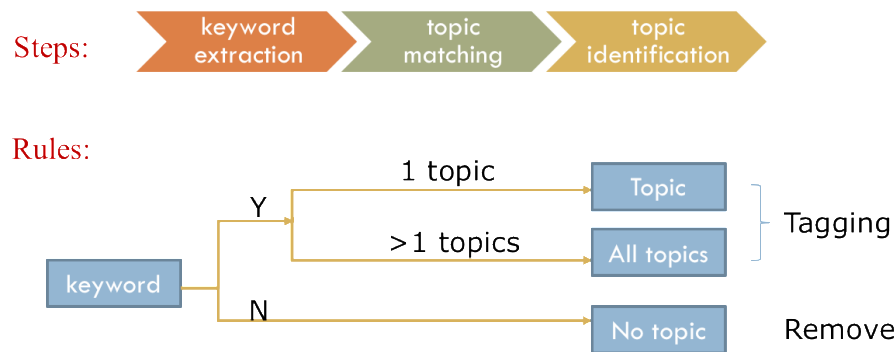 Steps:
keyword
extraction
topic
matching
topic
identification
Rules:
1 topic
Topic
Y
Tagging
>1 topics
All topics
keyword
N
No topic
Remove